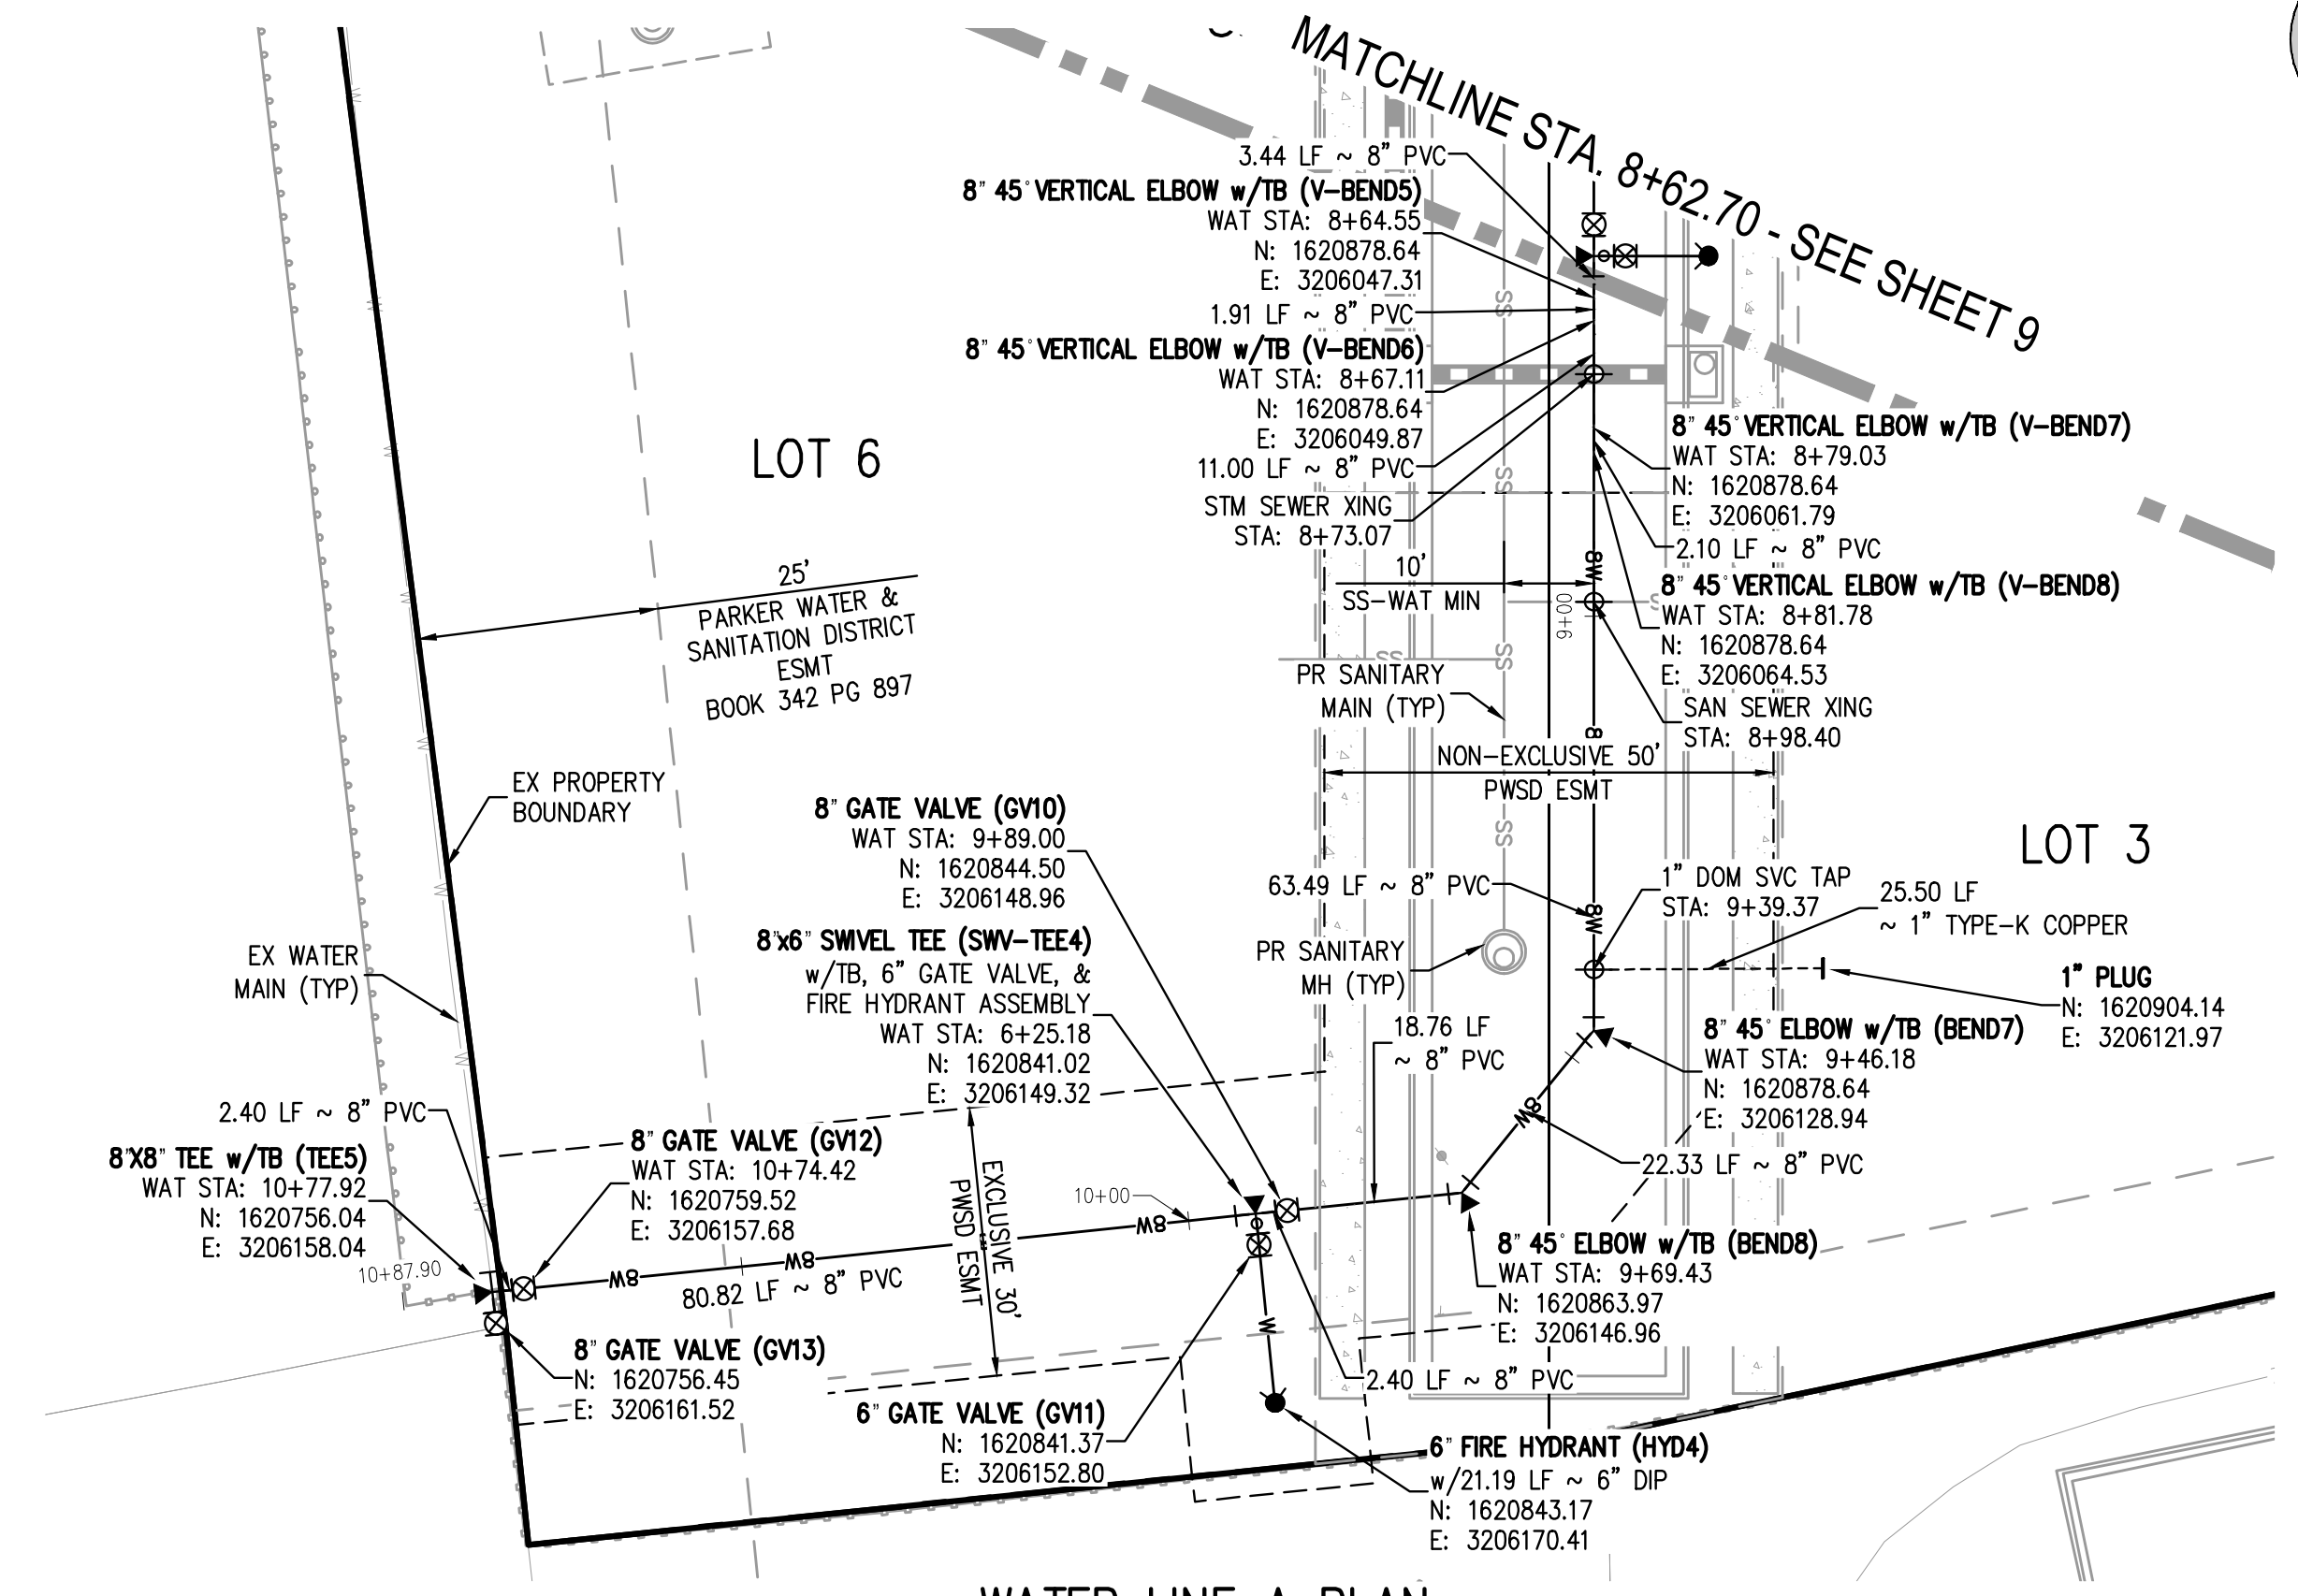 MATCHLINE STA. 8+62.70 - SEE SHEET 9
3.44 LF ~ 8" PVC
8" 45° VERTICAL ELBOW w/TB (V-BEND5)
WAT STA: 8+64.55
N: 1620878.64
E: 3206047.31
1.91 LF ~ 8" PVC
8" 45° VERTICAL ELBOW w/TB (V-BEND6)
WAT STA: 8+67.11
N: 1620878.64
E: 3206049.87
11.00 LF ~ 8" PVC
STM SEWER XING
STA: 8+73.07
8" 45° VERTICAL ELBOW w/TB (V-BEND7)
WAT STA: 8+79.03
N: 1620878.64
E: 3206061.79
2.10 LF ~ 8" PVC
8" 45° VERTICAL ELBOW w/TB (V-BEND8)
WAT STA: 8+81.78
N: 1620878.64
E: 3206064.53
SAN SEWER XING
STA: 8+98.40
LOT 6
25'
PARKER WATER &
SANITATION DISTRICT
ESMT
BOOK 342 PG 897
10'
SS-WAT MIN
9+00
SS
SS
SS
SS
SS
8W
8
8W
PR SANITARY
MAIN (TYP)
NON-EXCLUSIVE 50'
PWSD ESMT
EX PROPERTY
BOUNDARY
LOT 3
8" GATE VALVE (GV10)
WAT STA: 9+89.00
N: 1620844.50
E: 3206148.96
63.49 LF ~ 8" PVC
1" DOM SVC TAP
STA: 9+39.37
25.50 LF
~ 1" TYPE-K COPPER
8"x6" SWIVEL TEE (SWV-TEE4)
w/TB, 6" GATE VALVE, &
FIRE HYDRANT ASSEMBLY
WAT STA: 6+25.18
N: 1620841.02
E: 3206149.32
PR SANITARY
MH (TYP)
EX WATER
MAIN (TYP)
1" PLUG
N: 1620904.14
E: 3206121.97
18.76 LF
~ 8" PVC
8" 45° ELBOW w/TB (BEND7)
WAT STA: 9+46.18
N: 1620878.64
E: 3206128.94
8W
22.33 LF ~ 8" PVC
2.40 LF ~ 8" PVC
8"X8" TEE w/TB (TEE5)
WAT STA: 10+77.92
N: 1620756.04
E: 3206158.04
10+87.90
8" GATE VALVE (GV12)
WAT STA: 10+74.42
N: 1620759.52
E: 3206157.68
EXCLUSIVE 30'
PWSD ESMT
10+00
8W
8W
8W
80.82 LF ~ 8" PVC
8" 45° ELBOW w/TB (BEND8)
WAT STA: 9+69.43
N: 1620863.97
E: 3206146.96
W
8" GATE VALVE (GV13)
N: 1620756.45
E: 3206161.52
2.40 LF ~ 8" PVC
6" GATE VALVE (GV11)
N: 1620841.37
E: 3206152.80
6" FIRE HYDRANT (HYD4)
w/21.19 LF ~ 6" DIP
N: 1620843.17
E: 3206170.41
WATER LINE A PLAN